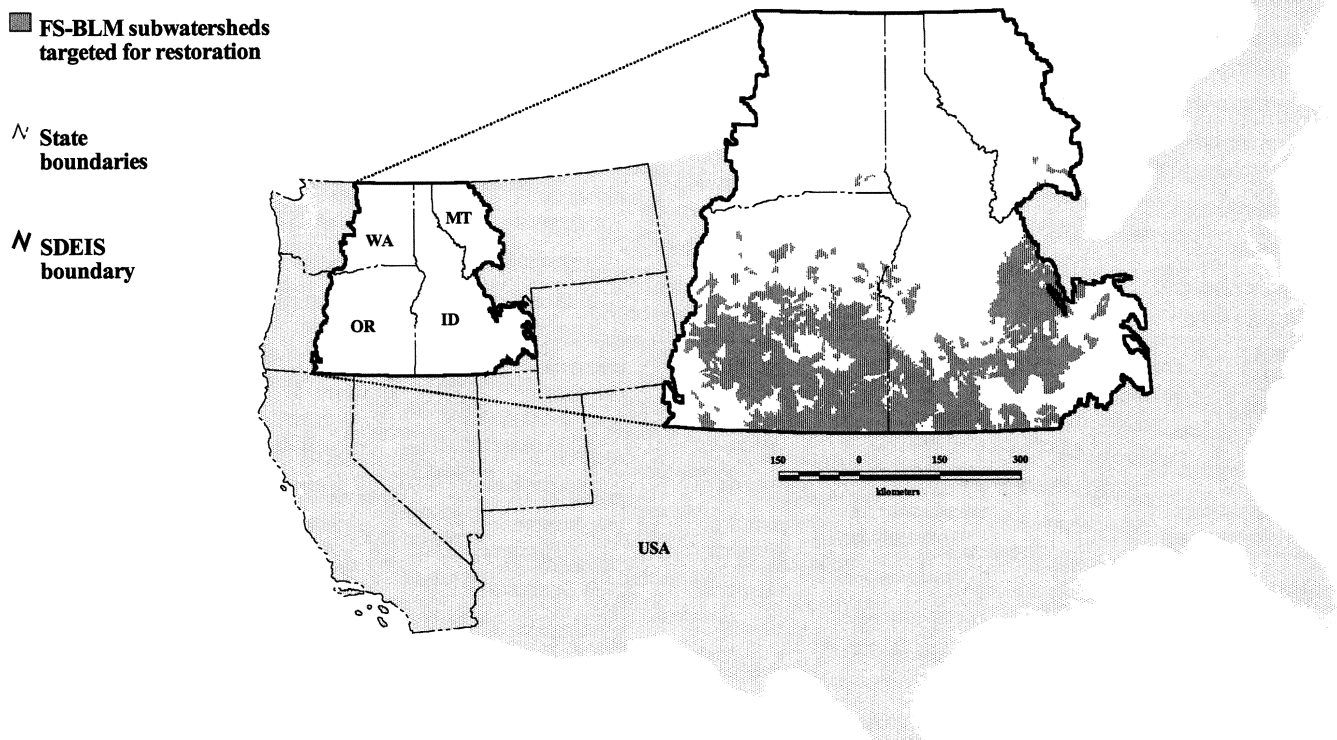 FS-BLM subwatersheds
targeted for restoration
State
boundaries
SDEIS
boundary
WA
MT
OR
ID
150 0 150 300
kilometers
USA